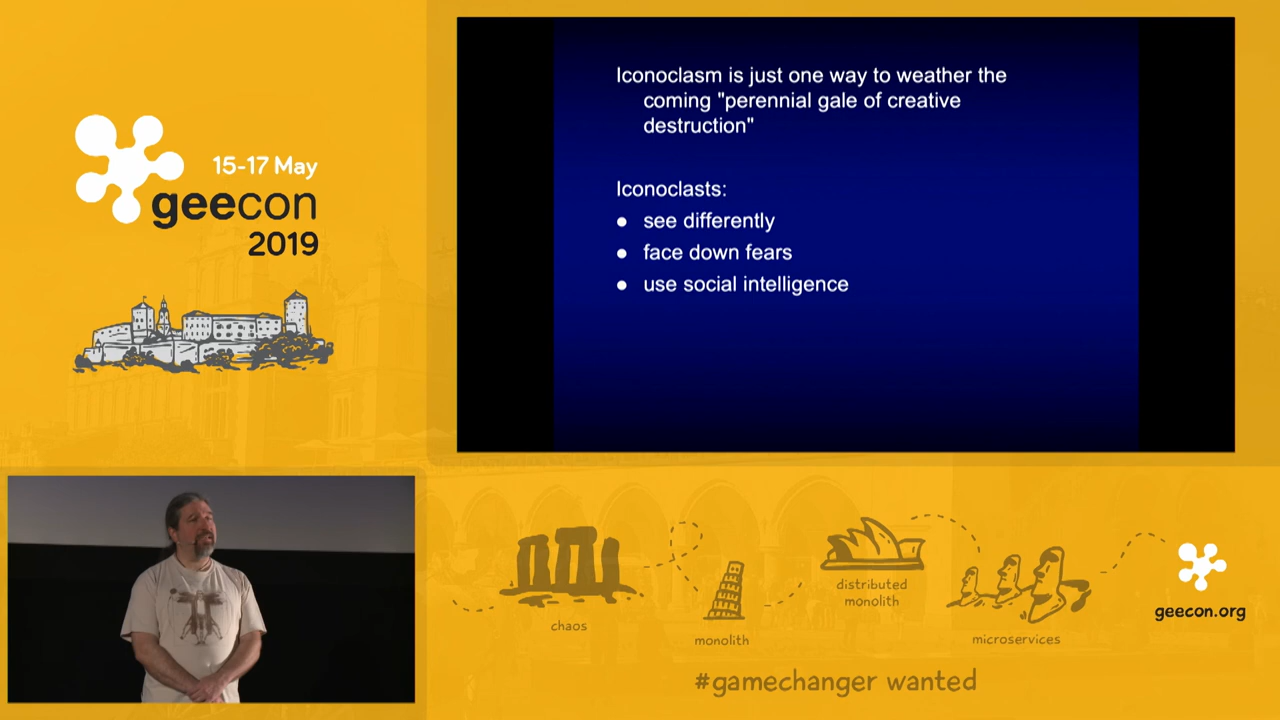 15-17 May
geecon
2019
Iconoclasm is just one way to weather the
coming "perennial gale of creative
destruction"
Iconoclasts:
● see differently
● face down fears
● use social intelligence
chaos
monolith
distributed
monolith
microservices
geecon.org
#gamechanger wanted